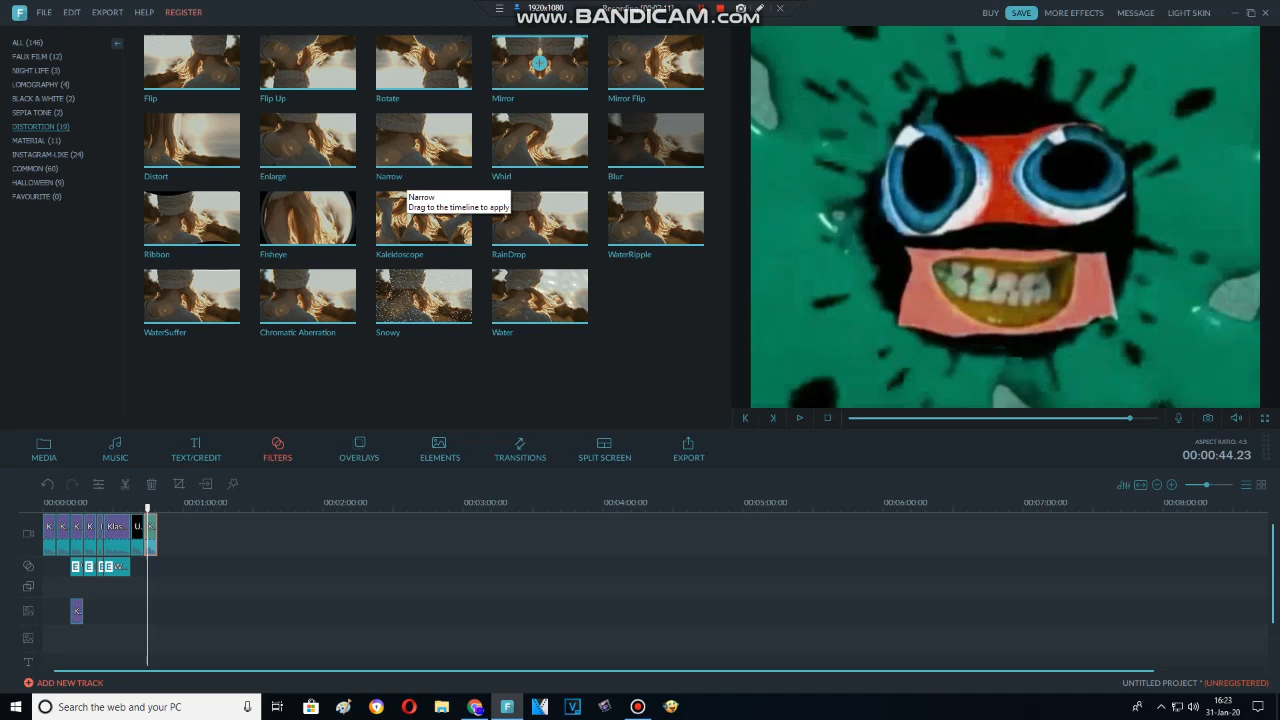 FILE EDIT EXPORT HELP REGISTER
1920x1080
www.BANDICAM.com
BUY SAVE MORE EFFECTS MESSAGE LIGHT SKIN
ALL (146)
FAUX FILM (12)
NIGHT LIFE (3)
LOMOGRAPHY (4)
BLACK & WHITE (2)
SEPIA TONE (2)
DISTORTION (19)
MATERIAL (11)
INSTAGRAM-LIKE (24)
COMMON (60)
HALLOWEEN (9)
FAVOURITE (0)
Flip Flip Up Rotate Mirror Mirror Flip
Distort Enlarge Narrow Whirl Blur
Narrow
Drag to the timeline to apply
Ribbon Fisheye Kaleidoscope RainDrop WaterRipple
WaterSuffer Chromatic Aberration Snowy Water
MEDIA MUSIC TEXT/CREDIT FILTERS OVERLAYS ELEMENTS TRANSITIONS SPLIT SCREEN EXPORT
ASPECT RATIO: 4:3
00:00:44.23
00:00:00:00 00:01:00:00 00:02:00:00 00:03:00:00 00:04:00:00 00:05:00:00 00:06:00:00 00:07:00:00 00:08:00:00
K. K. K. K. Klas... U. K.
E E E E W...
K.
ADD NEW TRACK
UNTITLED PROJECT * (UNREGISTERED)
Search the web and your PC
16:23
31-Jan-20